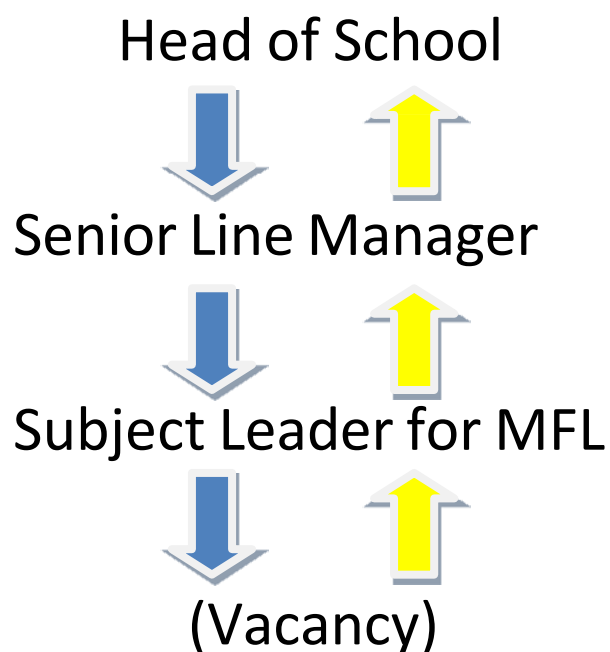 Head of School
Senior Line Manager
Subject Leader for MFL
(Vacancy)